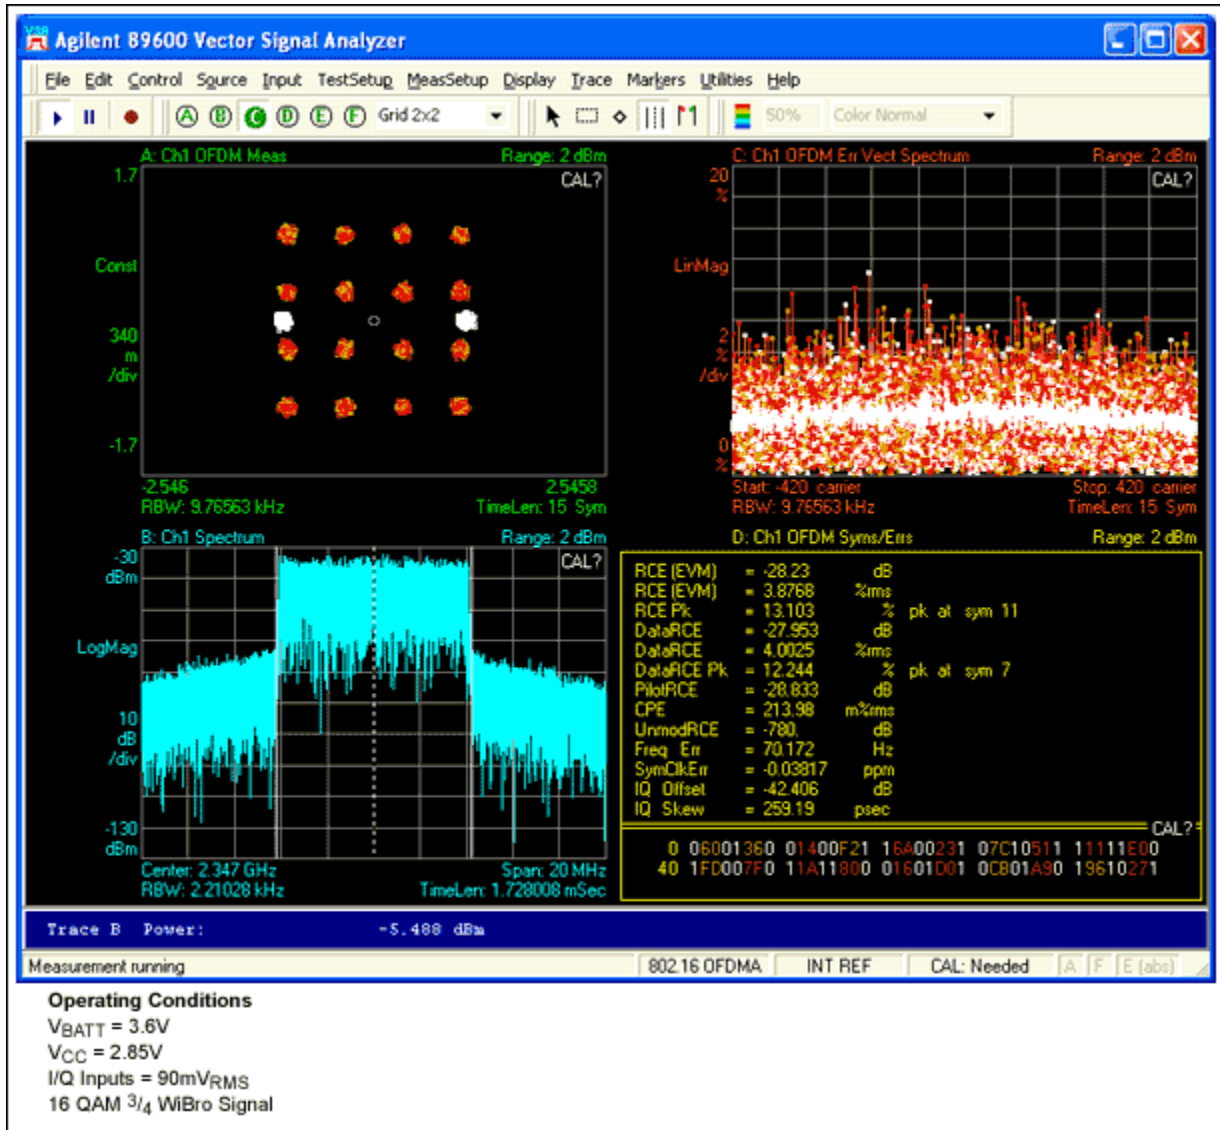 Agilent 89600 Vector Signal Analyzer
File Edit Control Source Input TestSetup MeasSetup Display Trace Markers Utilities Help
A B C D E F Grid 2x2 50% Color Normal
A: Ch1 OFDM Meas Range: 2 dBm
1.7 CAL?
Const
340
m
/div
-1.7
-2.546 2.5458
RBW: 9.76563 kHz TimeLen: 15 Sym
C: Ch1 OFDM Err Vect Spectrum Range: 2 dBm
20 CAL?
%
LinMag
2
%
/div
0
%
Start: -420 carrier Stop: 420 carrier
RBW: 9.76563 kHz TimeLen: 15 Sym
B: Ch1 Spectrum Range: 2 dBm
-30 CAL?
dBm
LogMag
10
dB
/div
-130
dBm
Center: 2.347 GHz Span: 20 MHz
RBW: 2.21028 kHz TimeLen: 1.728008 mSec
D: Ch1 OFDM Syms/Errs Range: 2 dBm
RCE (EVM) = -28.23 dB
RCE (EVM) = 3.8768 %rms
RCE Pk = 13.103 % pk at sym 11
DataRCE = -27.953 dB
DataRCE = 4.0025 %rms
DataRCE Pk = 12.244 % pk at sym 7
PilotRCE = -28.833 dB
CPE = 213.98 m%rms
UnmodRCE = -780. dB
Freq Err = 70.172 Hz
SymClkErr = -0.03817 ppm
IQ Offset = -42.406 dB
IQ Skew = 259.19 psec
CAL?
0 06001360 01400F21 16A00231 07C10511 11111E00
40 1FD007F0 11A11800 01601D01 0CB01A90 19610271
Trace B Power: -5.488 dBm
Measurement running 802.16 OFDMA INT REF CAL: Needed A F E (abs)
Operating Conditions
VBATT = 3.6V
VCC = 2.85V
I/Q Inputs = 90mVRMS
16 QAM 3/4 WiBro Signal